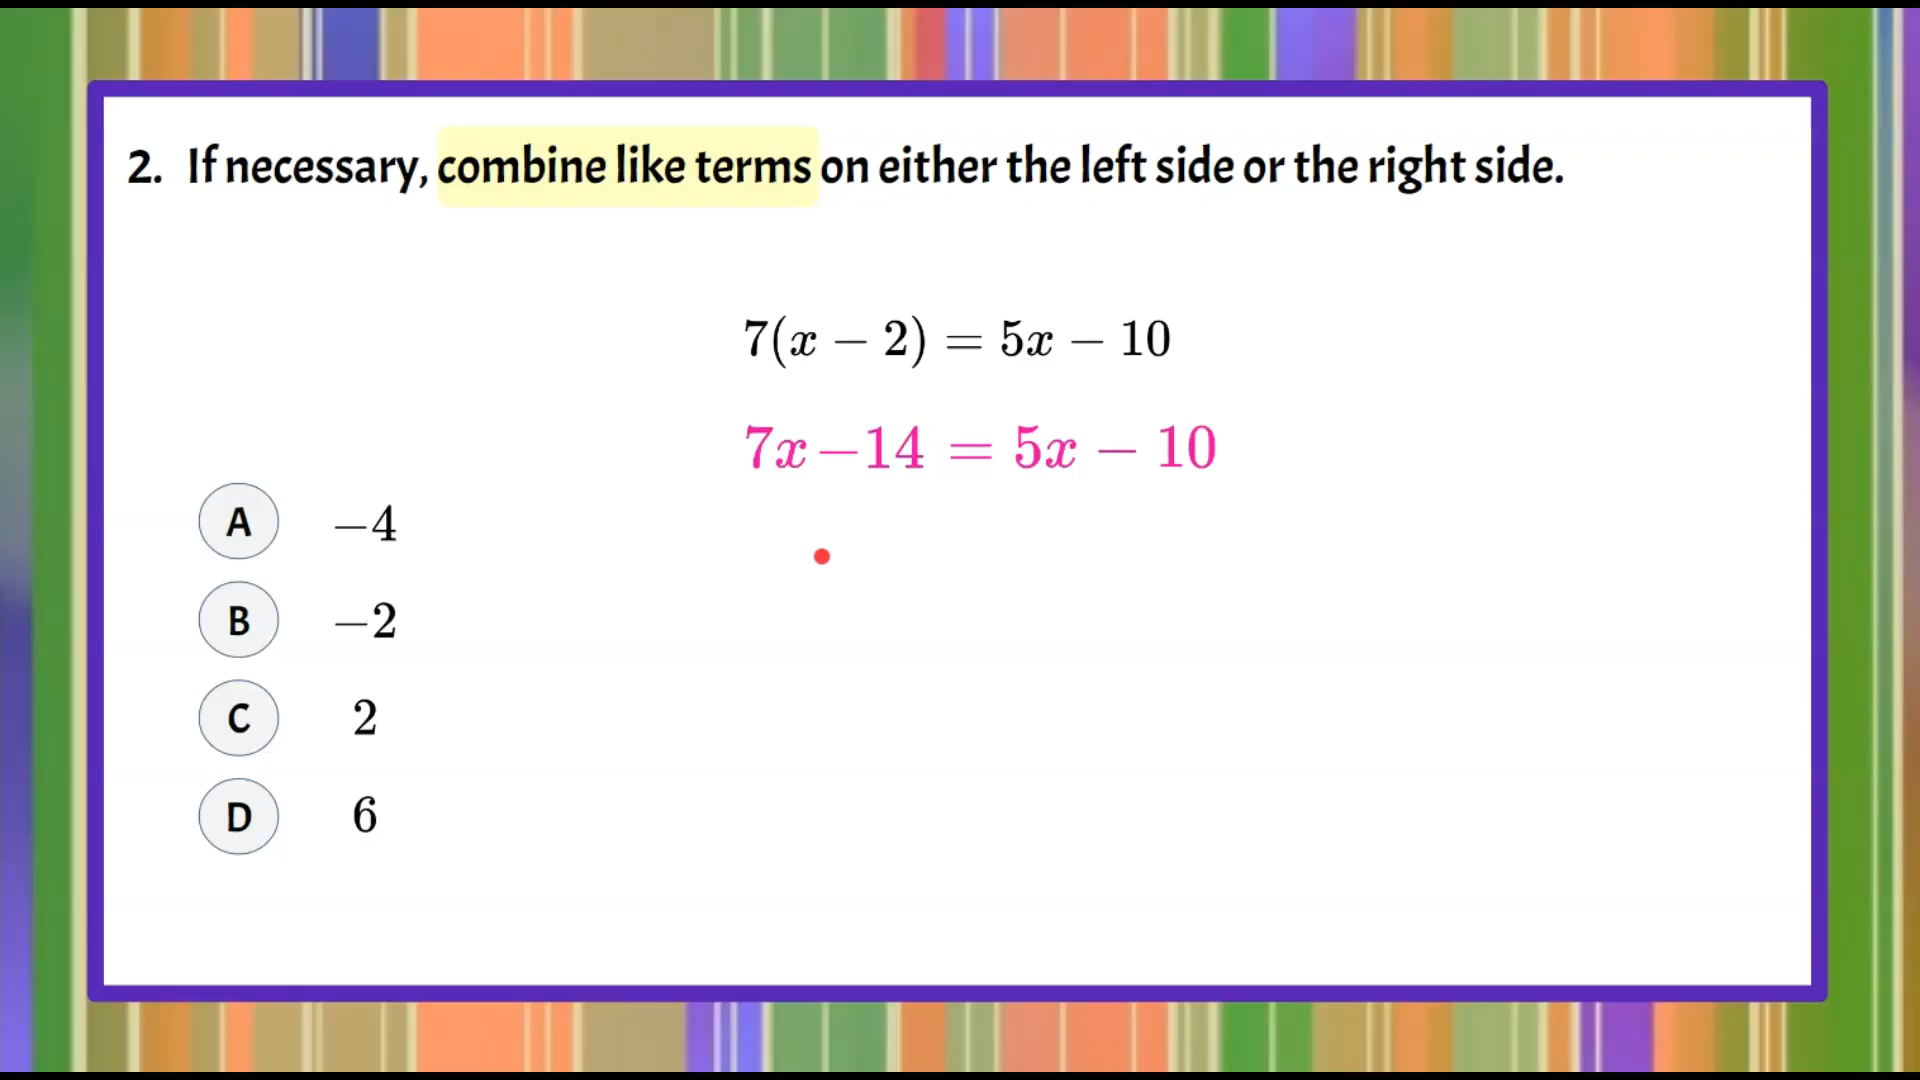 2. If necessary, combine like terms on either the left side or the right side.
7(x − 2) = 5x − 10
7x−14 = 5x − 10
A −4
B −2
C 2
D 6